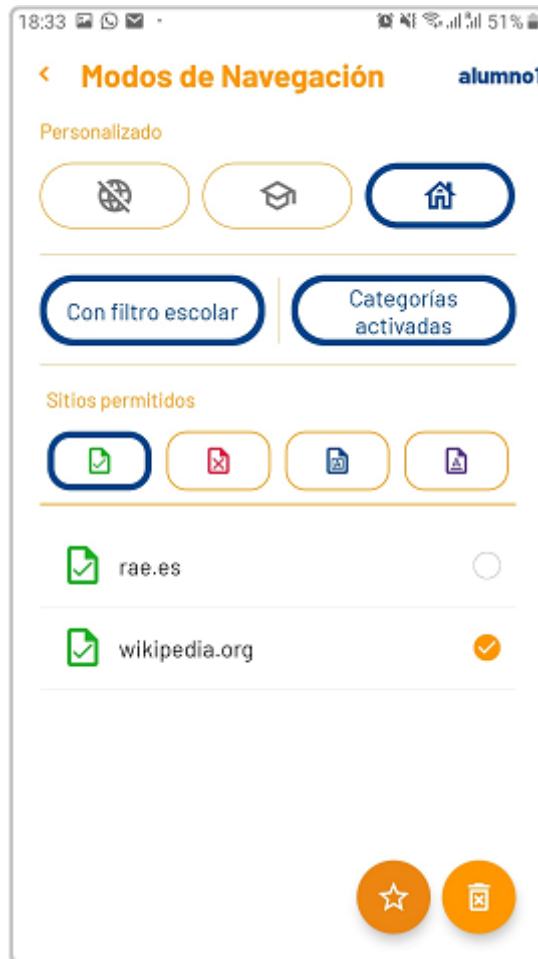 18:33
51%
Modos de Navegación
alumno1
Personalizado
Con filtro escolar
Categorías
activadas
Sitios permitidos
rae.es
wikipedia.org